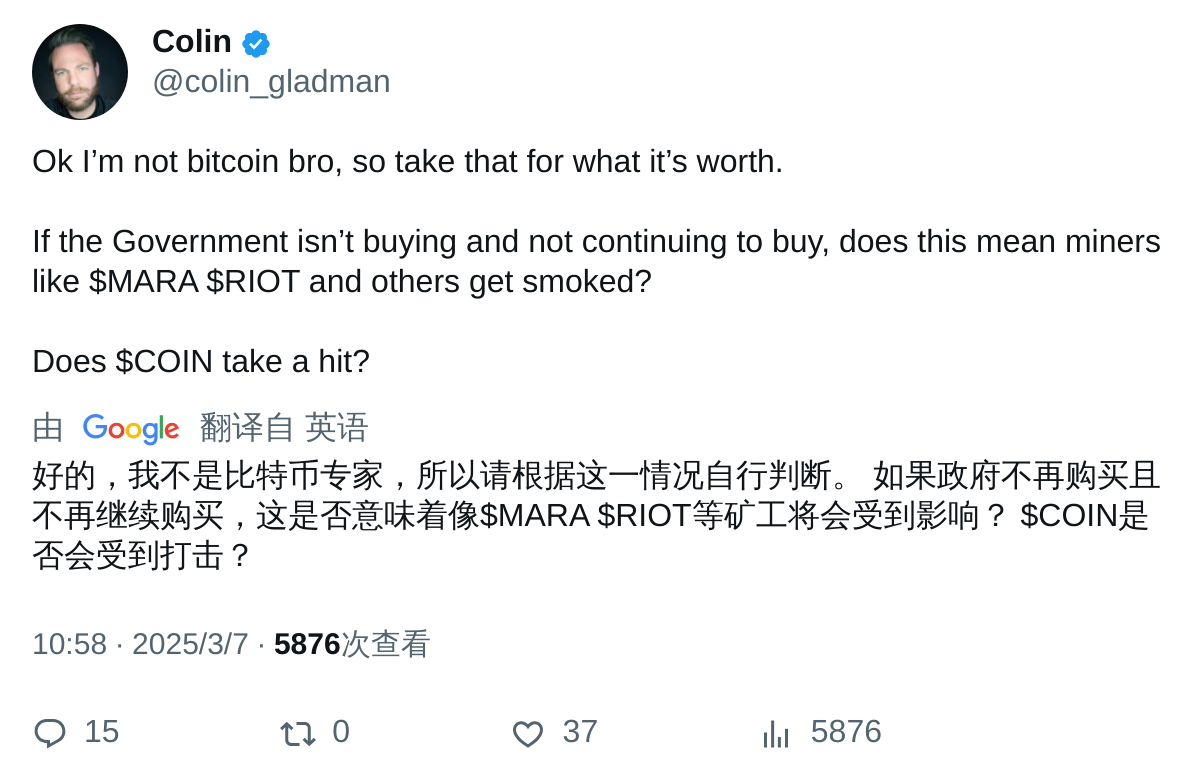 Colin
@colin_gladman
Ok I’m not bitcoin bro, so take that for what it’s worth.
If the Government isn’t buying and not continuing to buy, does this mean miners
like $MARA $RIOT and others get smoked?
Does $COIN take a hit?
由 Google 翻译自 英语
好的，我不是比特币专家，所以请根据这一情况自行判断。 如果政府不再购买且
不再继续购买，这是否意味着像$MARA $RIOT等矿工将会受到影响？ $COIN是
否会受到打击？
10:58 · 2025/3/7 · 5876次查看
15 0 37 5876